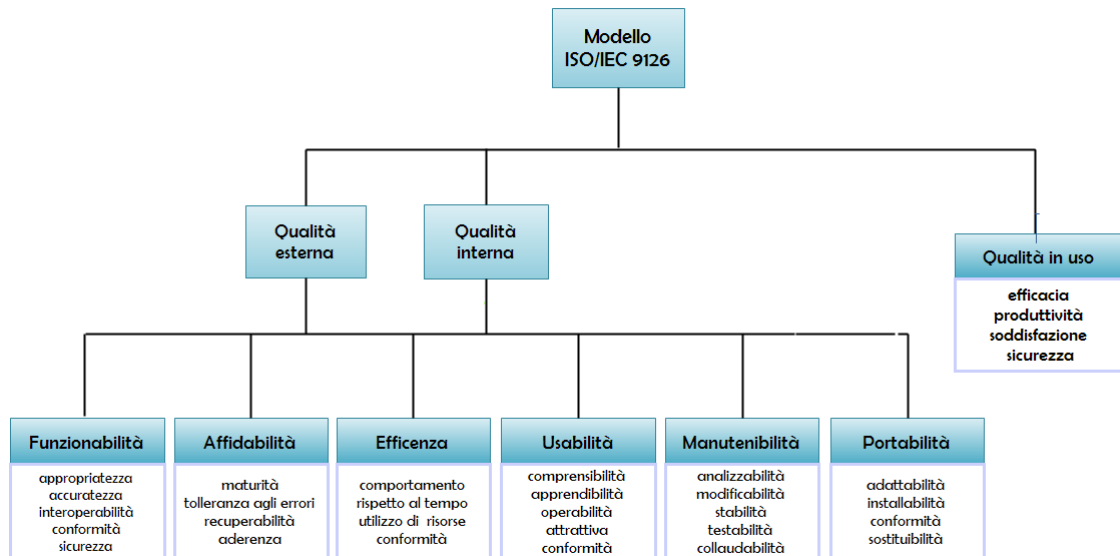 Modello
ISO/IEC 9126
Qualità
esterna
Qualità
interna
Qualità in uso
efficacia
produttività
soddisfazione
sicurezza
Funzionabilità
appropriatezza
accuratezza
interoperabilità
conformità
sicurezza
Affidabilità
maturità
tolleranza agli errori
recuperabilità
aderenza
Efficenza
comportamento
rispetto al tempo
utilizzo di risorse
conformità
Usabilità
comprensibilità
apprendibilità
operabilità
attrattiva
conformità
Manutenibilità
analizzabilità
modificabilità
stabilità
testabilità
collaudabilità
Portabilità
adattabilità
installabilità
conformità
sostituibilità